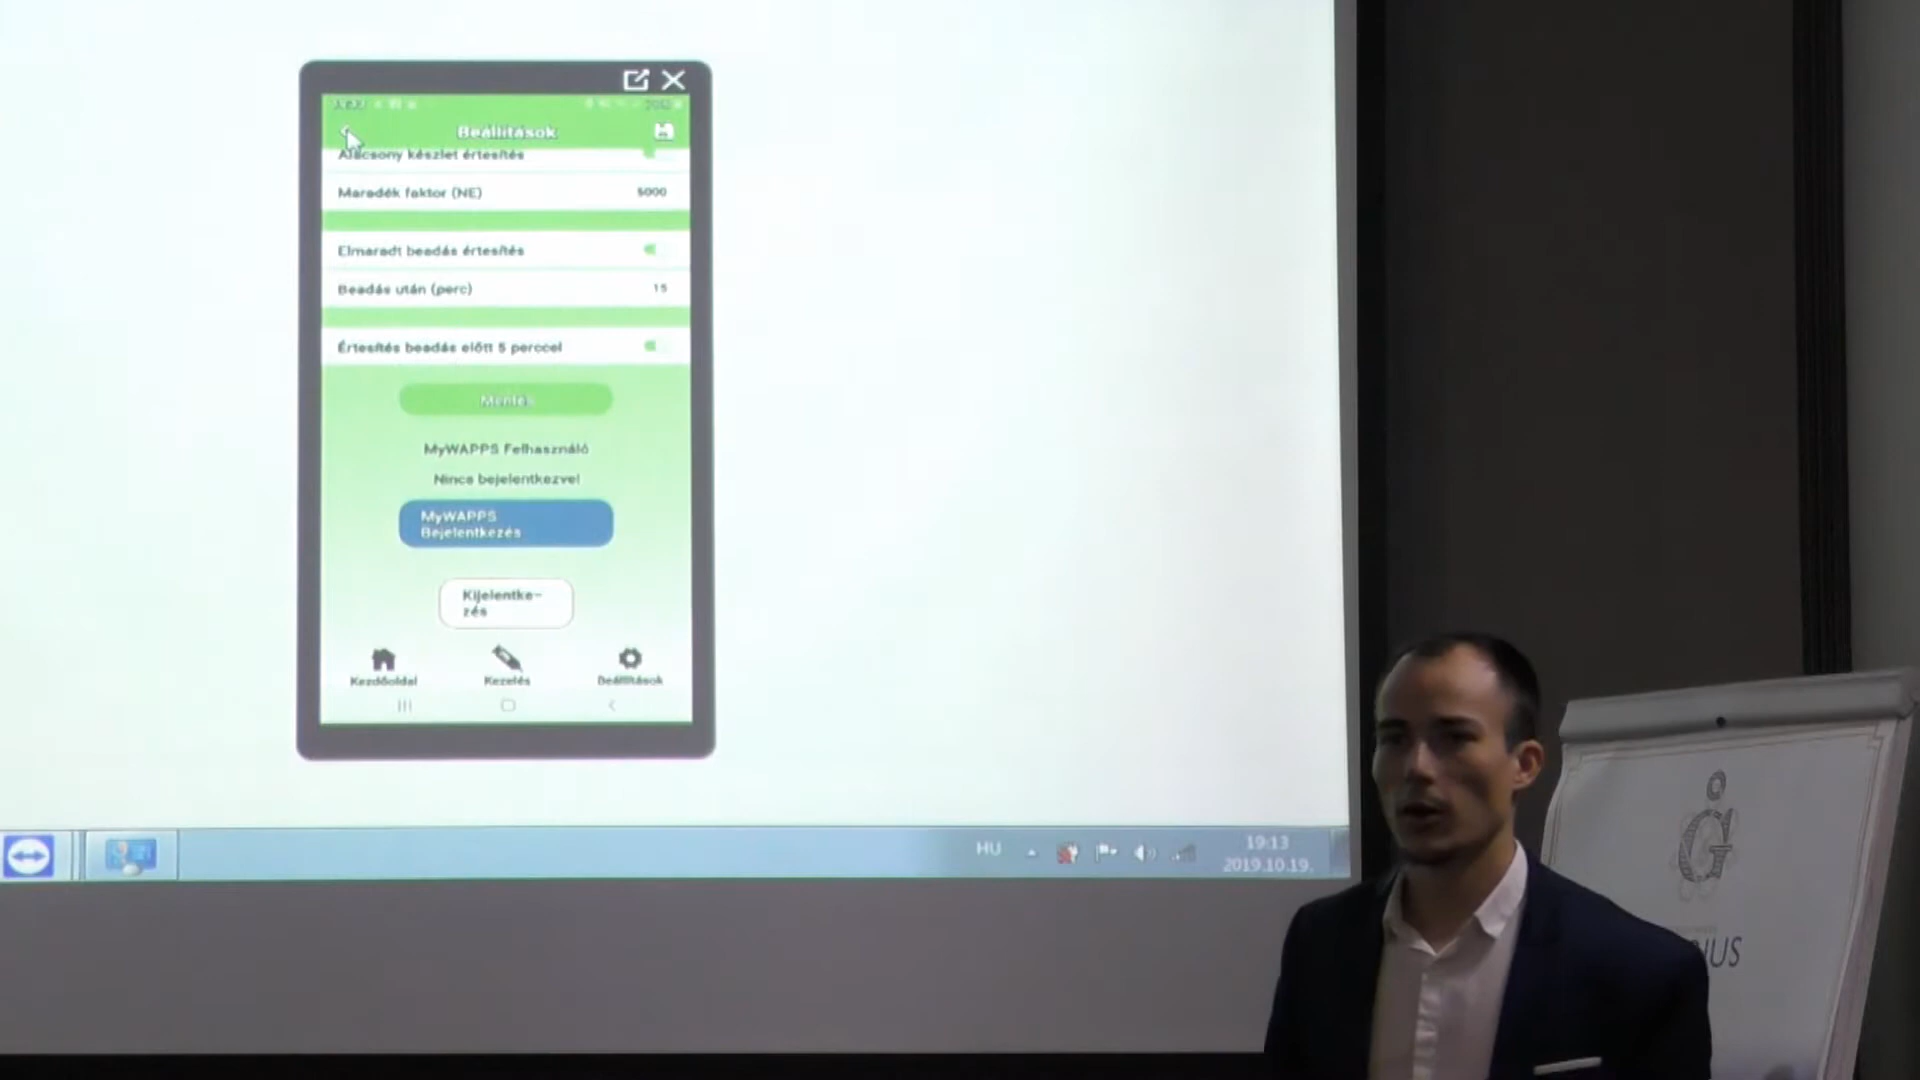 Beállítások
Alacsony készlet értesítés
Maradék faktor (NE) 5000
Elmaradt beadás értesítés
Beadás után (perc) 15
Értesítés beadás előtt 5 perccel
Mentés
MyWAPPS Felhasználó
Nincs bejelentkezve!
MyWAPPS
Bejelentkezés
Kijelentke-
zés
Kezdőoldal Kezelés Beállítások
HU
19:13
2019.10.19.